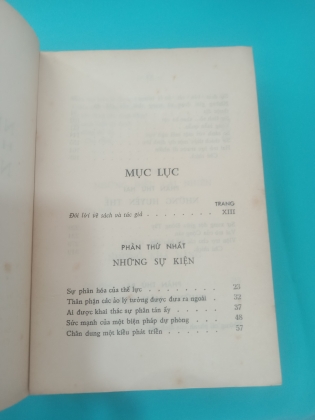 MỤC LỤC
TRANG
Đôi lời về sách và tác giả XIII
PHẦN THỨ NHẤT
NHỮNG SỰ KIỆN
Sự phân hóa của thế lực . . . . . . 25
Thân phận các ảo lý tưởng được đưa ra ngoài . 32
Ai được khai thác sự phân tán ấy . . . . 37
Sức mạnh của một biện pháp dự phòng . . . . 48
Chân dung một kiểu phát triển . . . . . 57